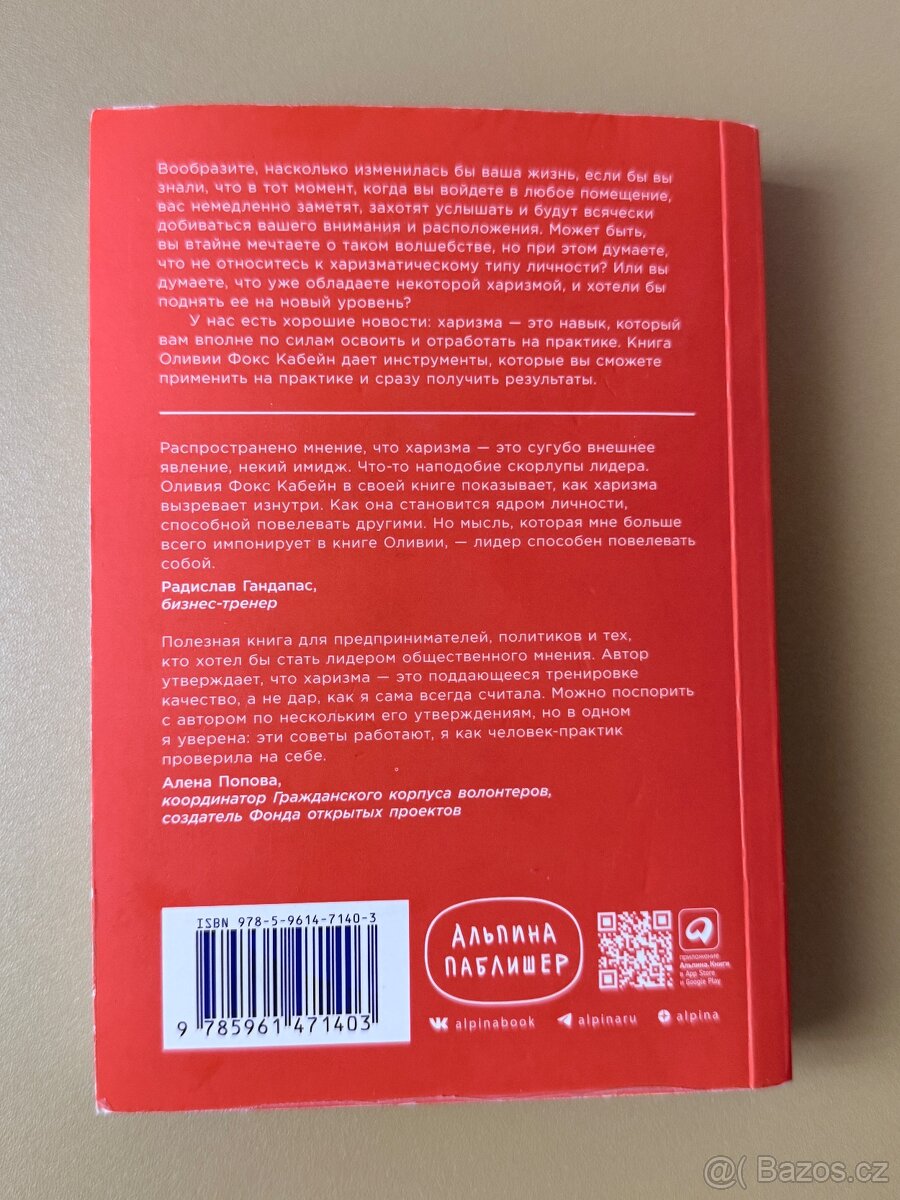 Вообразите, насколько изменилась бы ваша жизнь, если бы вы
знали, что в тот момент, когда вы войдете в любое помещение,
вас немедленно заметят, захотят услышать и будут всячески
добиваться вашего внимания и расположения. Может быть,
вы втайне мечтаете о таком волшебстве, но при этом думаете,
что не относитесь к харизматическому типу личности? Или вы
думаете, что уже обладаете некоторой харизмой, и хотели бы
поднять ее на новый уровень?
У нас есть хорошие новости: харизма — это навык, который
вам вполне по силам освоить и отработать на практике. Книга
Оливии Фокс Кабейн дает инструменты, которые вы сможете
применить на практике и сразу получить результаты.
Распространено мнение, что харизма — это сугубо внешнее
явление, некий имидж. Что-то наподобие скорлупы лидера.
Оливия Фокс Кабейн в своей книге показывает, как харизма
вызревает изнутри. Как она становится ядром личности,
способной повелевать другими. Но мысль, которая мне больше
всего импонирует в книге Оливии, — лидер способен повелевать
собой.
Радислав Гандапас,
бизнес-тренер
Полезная книга для предпринимателей, политиков и тех,
кто хотел бы стать лидером общественного мнения. Автор
утверждает, что харизма — это поддающееся тренировке
качество, а не дар, как я сама всегда считала. Можно поспорить
с автором по нескольким его утверждениям, но в одном
я уверена: эти советы работают, я как человек-практик
проверила на себе.
Алена Попова,
координатор Гражданского корпуса волонтеров,
создатель Фонда открытых проектов
ISBN 978-5-9614-7140-3
9 785961 471403
АЛЬПИНА
ПАБЛИШЕР
приложение
Альпина.Книги
в App Store
и Google Play
alpinabook
alpinaru
alpina
@( Bazos.cz